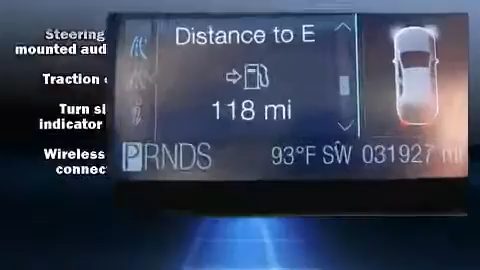 Steering
mounted aud
Traction
Turn si
indicator
Wireless
connec
Distance to E
118 mi
PRNDS
93°F SW 031927 mi